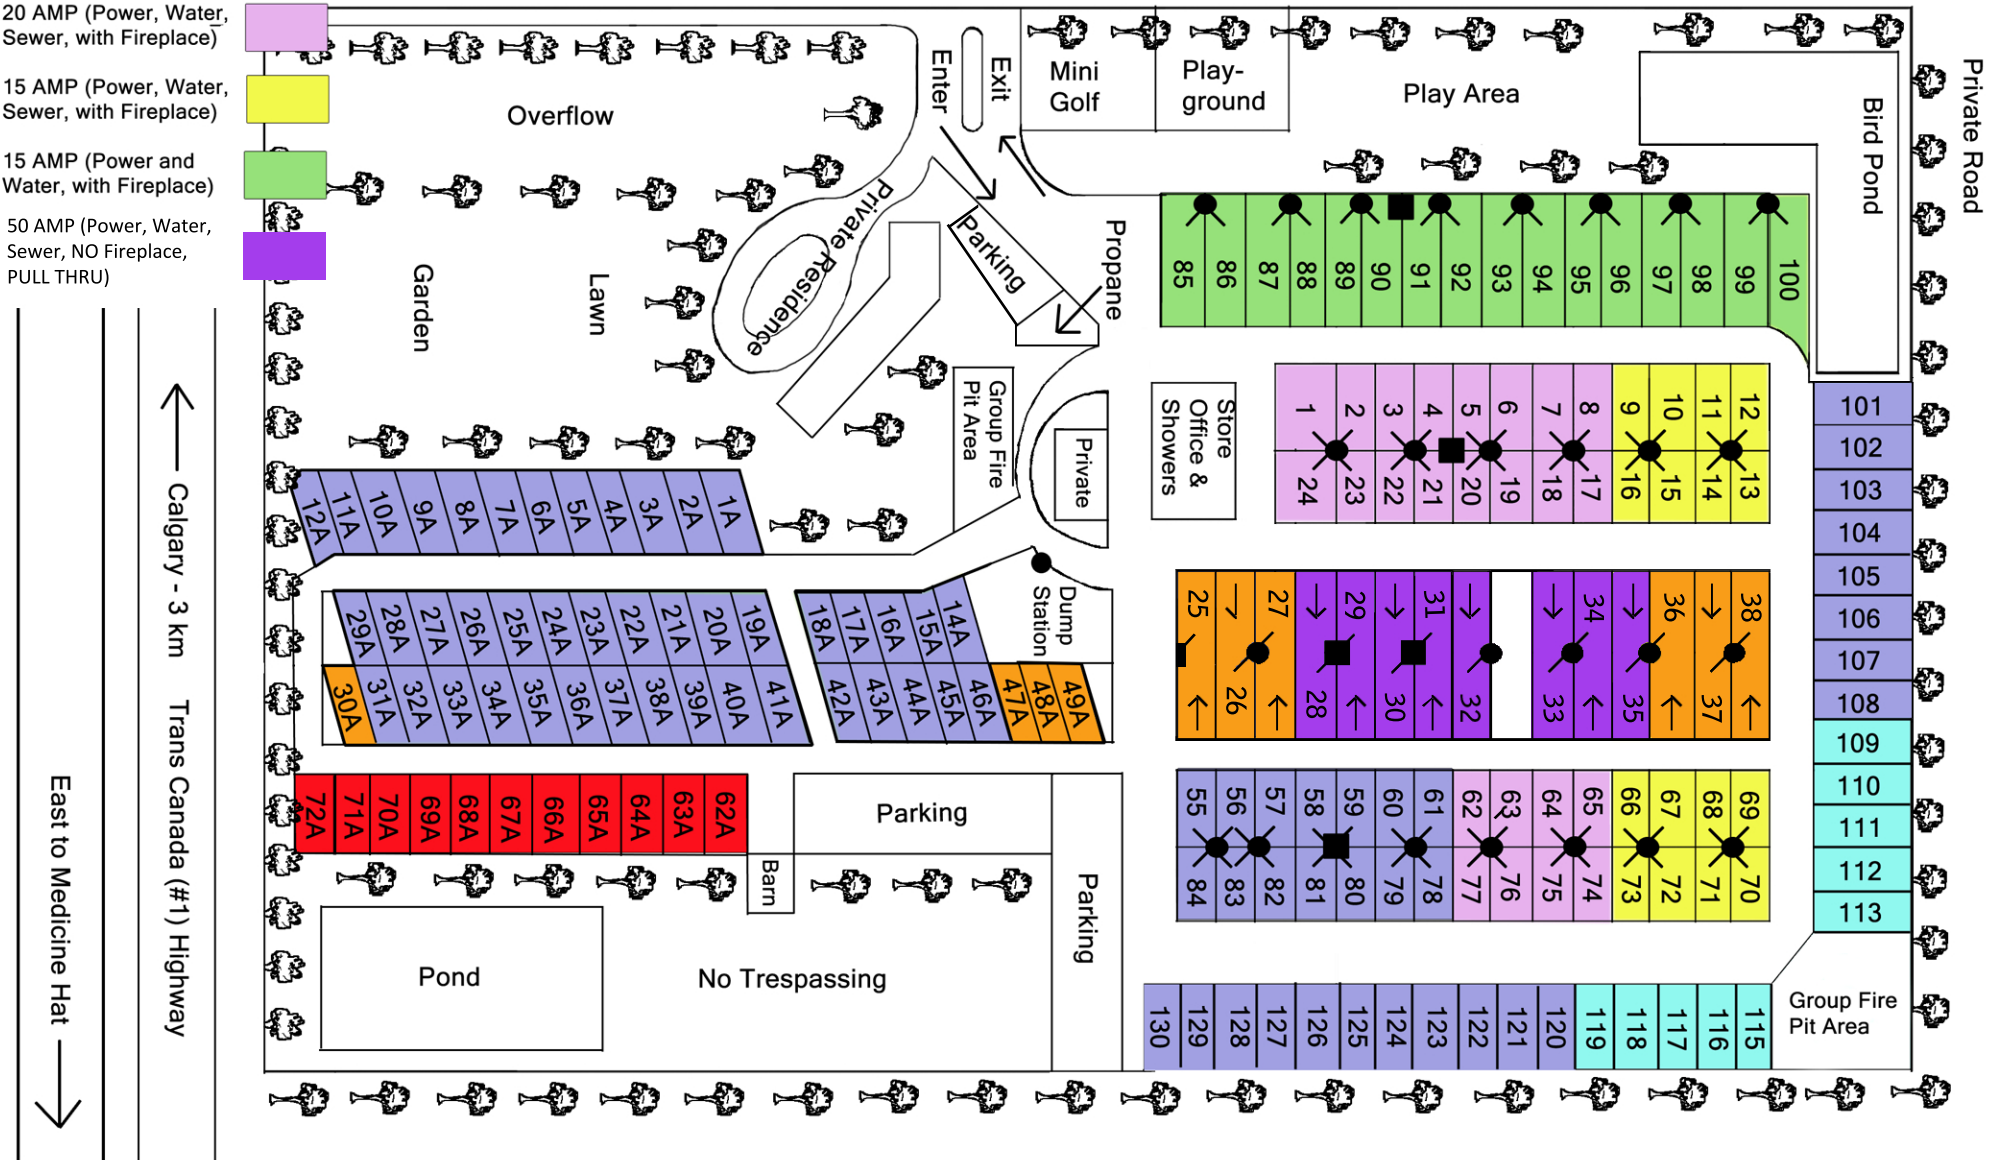 20 AMP (Power, Water,
Sewer, with Fireplace)
15 AMP (Power, Water,
Sewer, with Fireplace)
15 AMP (Power and
Water, with Fireplace)
50 AMP (Power, Water,
Sewer, NO Fireplace,
PULL THRU)
Calgary - 3 km
Trans Canada (#1) Highway
East to Medicine Hat
Overflow
Garden
Lawn
Private Residence
Enter
Exit
Mini
Golf
Play-
ground
Play Area
Bird Pond
Private Road
Parking
Propane
Group Fire
Pit Area
Private
Store
Office &
Showers
85 86 87 88 89 90 91 92 93 94 95 96 97 98 99 100
1 2 3 4 5 6 7 8 9 10 11 12
24 23 22 21 20 19 18 17 16 15 14 13
101
102
103
104
105
106
107
108
109
110
111
112
113
12A 11A 10A 9A 8A 7A 6A 5A 4A 3A 2A 1A
Dump
Station
29A 28A 27A 26A 25A 24A 23A 22A 21A 20A 19A 18A 17A 16A 15A 14A
30A 31A 32A 33A 34A 35A 36A 37A 38A 39A 40A 41A 42A 43A 44A 45A 46A 47A 48A 49A
25 27 29 31 34 36 38
26 28 30 32 33 35 37
72A 71A 70A 69A 68A 67A 66A 65A 64A 63A 62A
Parking
Barn
Parking
55 56 57 58 59 60 61 62 63 64 65 66 67 68 69
84 83 82 81 80 79 78 77 76 75 74 73 72 71 70
Pond
No Trespassing
130 129 128 127 126 125 124 123 122 121 120 119 118 117 116 115
Group Fire
Pit Area